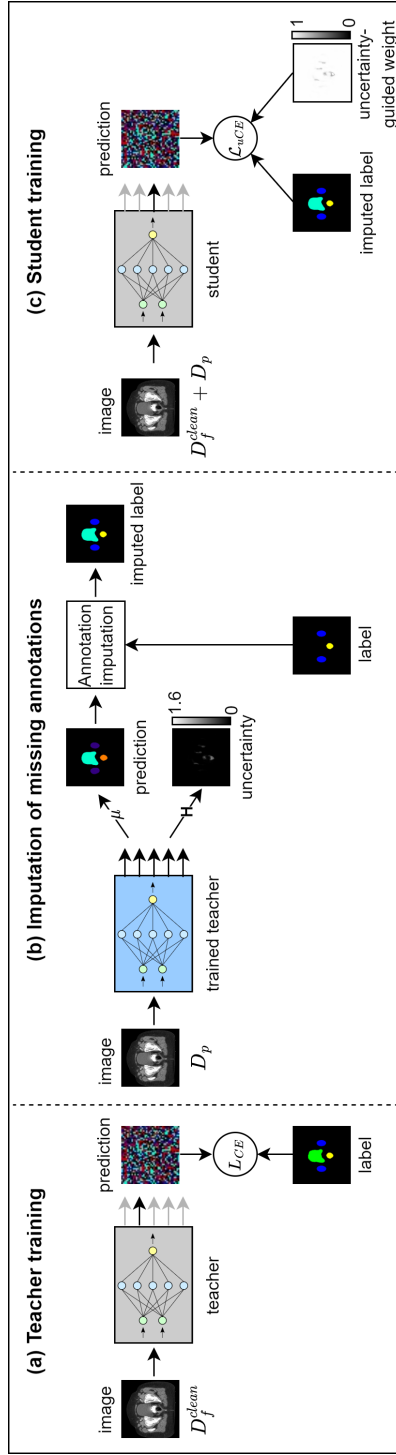 (a) Teacher training
image
D_f^{clean}
teacher
prediction
L_{CE}
label
(b) Imputation of missing annotations
image
D_p
trained teacher
μ
H
prediction
uncertainty
1.6
0
Annotation
imputation
label
imputed label
(c) Student training
image
D_f^{clean} + D_p
student
prediction
\mathcal{L}_{uCE}
imputed label
1
0
uncertainty-
guided weight